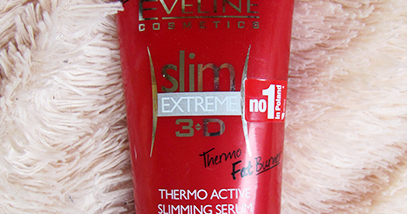 EVELINE
COSMETICS
slim
EXTREME
3D
no1
in Poland
Thermo
Fat Burner
THERMO ACTIVE
SLIMMING SERUM